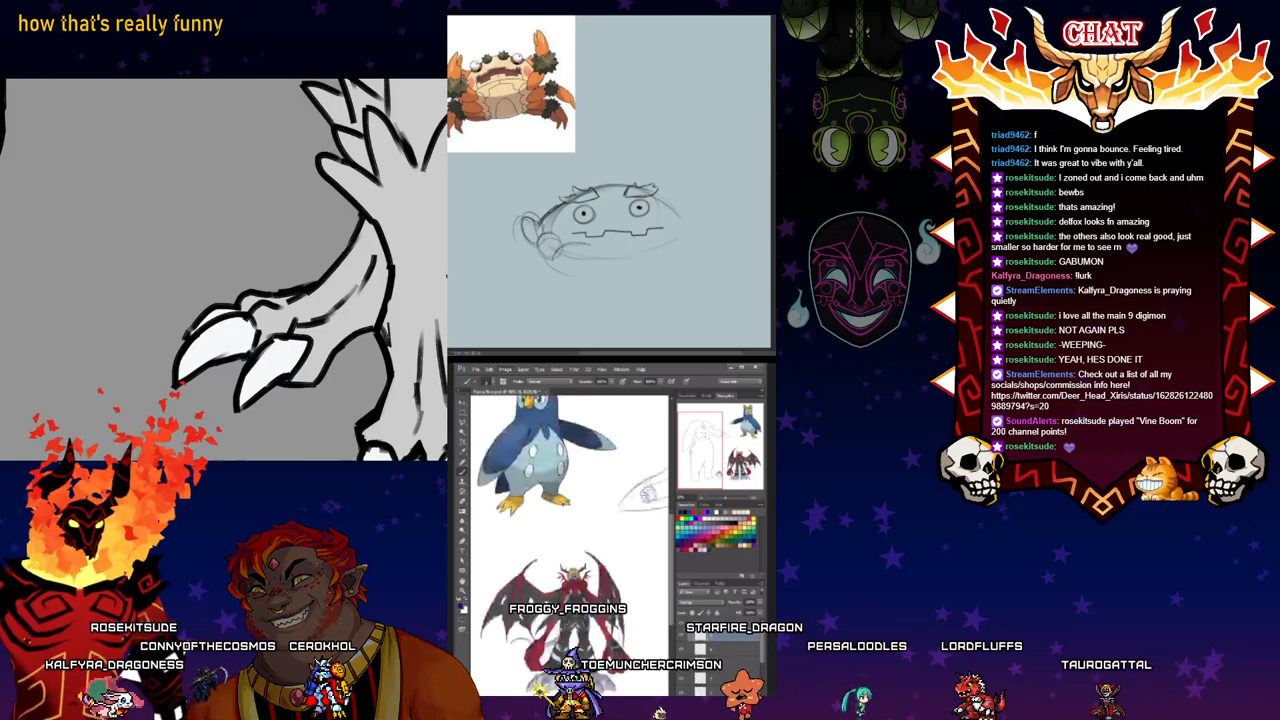 how that's really funny
CHAT
triad9462: f
triad9462: I think I'm gonna bounce. Feeling tired.
triad9462: It was great to vibe with y'all.
rosekitsude: I zoned out and i come back and uhm
rosekitsude: bewbs
rosekitsude: thats amazing!
rosekitsude: delfox looks fn amazing
rosekitsude: the others also look real good, just
smaller so harder for me to see rn
rosekitsude: GABUMON
Kalfyra_Dragoness: !lurk
StreamElements: Kalfyra_Dragoness is praying
quietly
rosekitsude: i love all the main 9 digimon
rosekitsude: NOT AGAIN PLS
rosekitsude: -WEEPING-
rosekitsude: YEAH, HES DONE IT
StreamElements: Check out a list of all my
socials/shops/commission info here!
https://twitter.com/Deer_Head_Xiris/status/162826122480
9889794?s=20
SoundAlerts: rosekitsude played "Vine Boom" for
200 channel points!
rosekitsude:
FROGGY_FROGGINS
ROSEKITSUDE
STARFIRE_DRAGON
CONNYOFTHECOSMOS
CEROKHOL
PERSALOODLES
LORDFLUFFS
KALFYRA_DRAGONESS
TOEMUNCHERCRIMSON
TAUROGATTAL